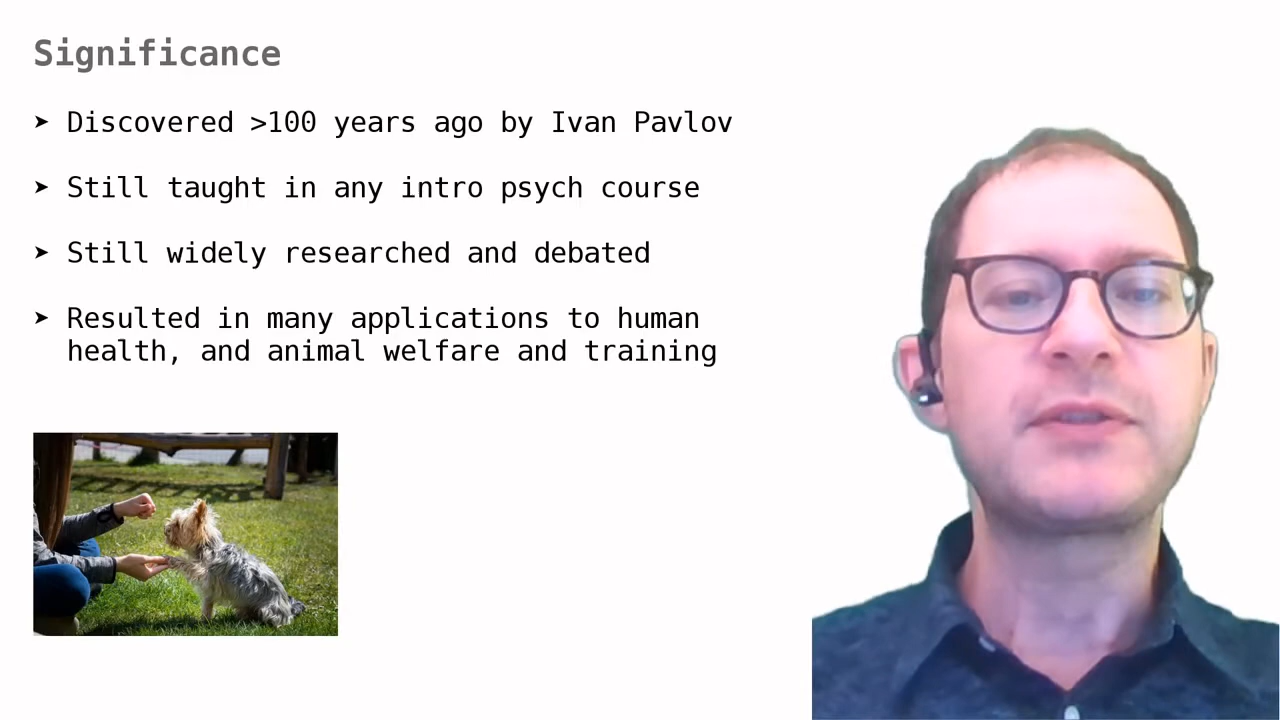 Significance
➤ Discovered >100 years ago by Ivan Pavlov
➤ Still taught in any intro psych course
➤ Still widely researched and debated
➤ Resulted in many applications to human
health, and animal welfare and training